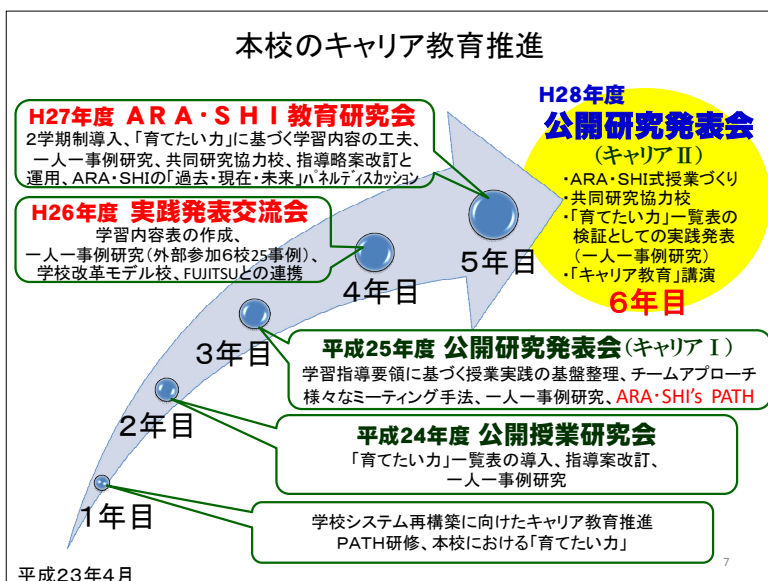 本校のキャリア教育推進
H27年度 ARA・SHI教育研究会
2学期制導入、「育てたい力」に基づく学習内容の工夫、
一人一事例研究、共同研究協力校、指導略案改訂と
運用、ARA・SHIの「過去・現在・未来」パネルディスカッション
H28年度
公開研究発表会
(キャリアⅡ)
・ARA・SHI式授業づくり
・共同研究協力校
・「育てたい力」一覧表の
検証としての実践発表
(一人一事例研究)
・「キャリア教育」講演
6年目
H26年度 実践発表交流会
学習内容表の作成、
一人一事例研究(外部参加6校25事例)、
学校改革モデル校、FUJITSUとの連携
5年目
4年目
3年目
平成25年度 公開研究発表会(キャリアⅠ)
学習指導要領に基づく授業実践の基盤整理、チームアプローチ
様々なミーティング手法、一人一事例研究、ARA・SHI's PATH
2年目
平成24年度 公開授業研究会
「育てたい力」一覧表の導入、指導案改訂、
一人一事例研究
1年目
学校システム再構築に向けたキャリア教育推進
PATH研修、本校における「育てたい力」
平成23年4月
7